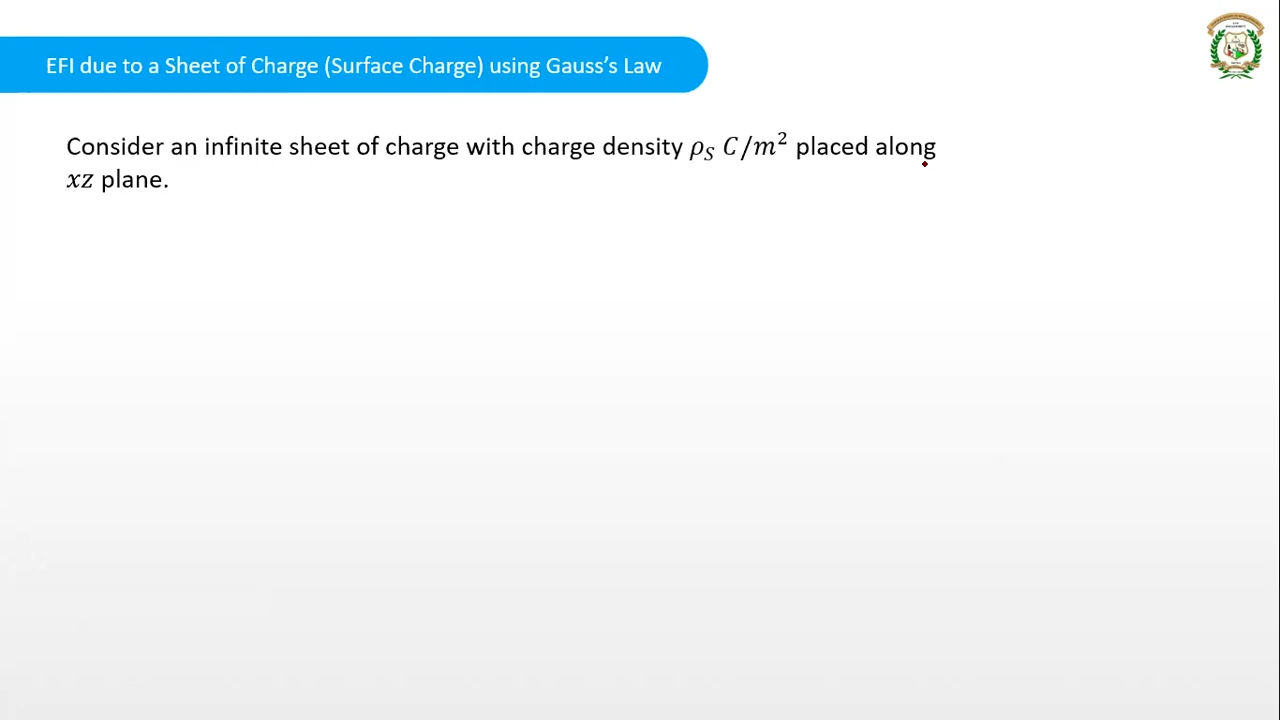 EFI due to a Sheet of Charge (Surface Charge) using Gauss’s Law
Consider an infinite sheet of charge with charge density 𝜌𝑆 𝐶/𝑚² placed along
𝑥𝑧 plane.